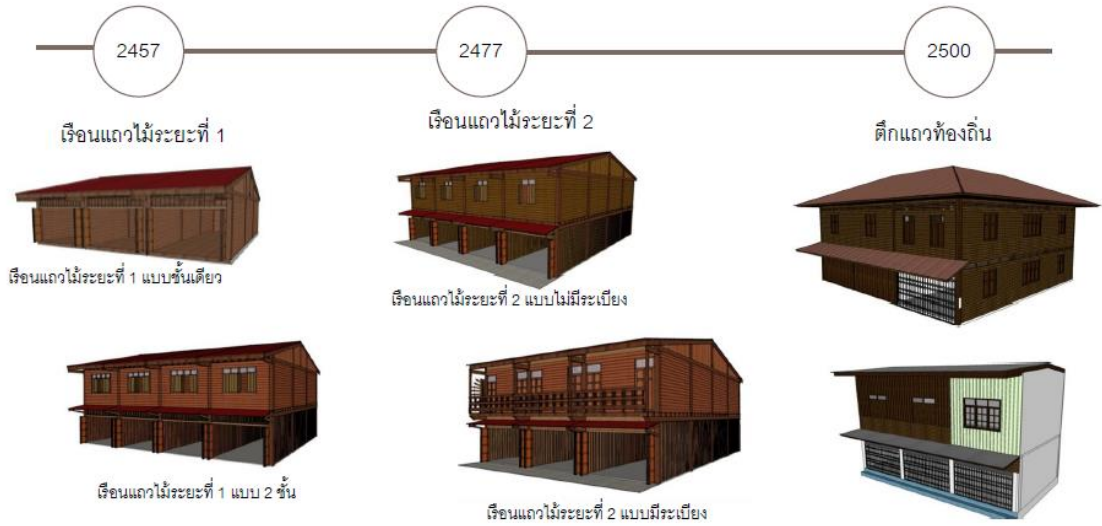 2457
2477
2500
เรือนแถวไม้ระยะที่ 1
เรือนแถวไม้ระยะที่ 2
ตึกแถวท้องถิ่น
เรือนแถวไม้ระยะที่ 1 แบบชั้นเดียว
เรือนแถวไม้ระยะที่ 2 แบบไม่มีระเบียง
เรือนแถวไม้ระยะที่ 1 แบบ 2 ชั้น
เรือนแถวไม้ระยะที่ 2 แบบมีระเบียง